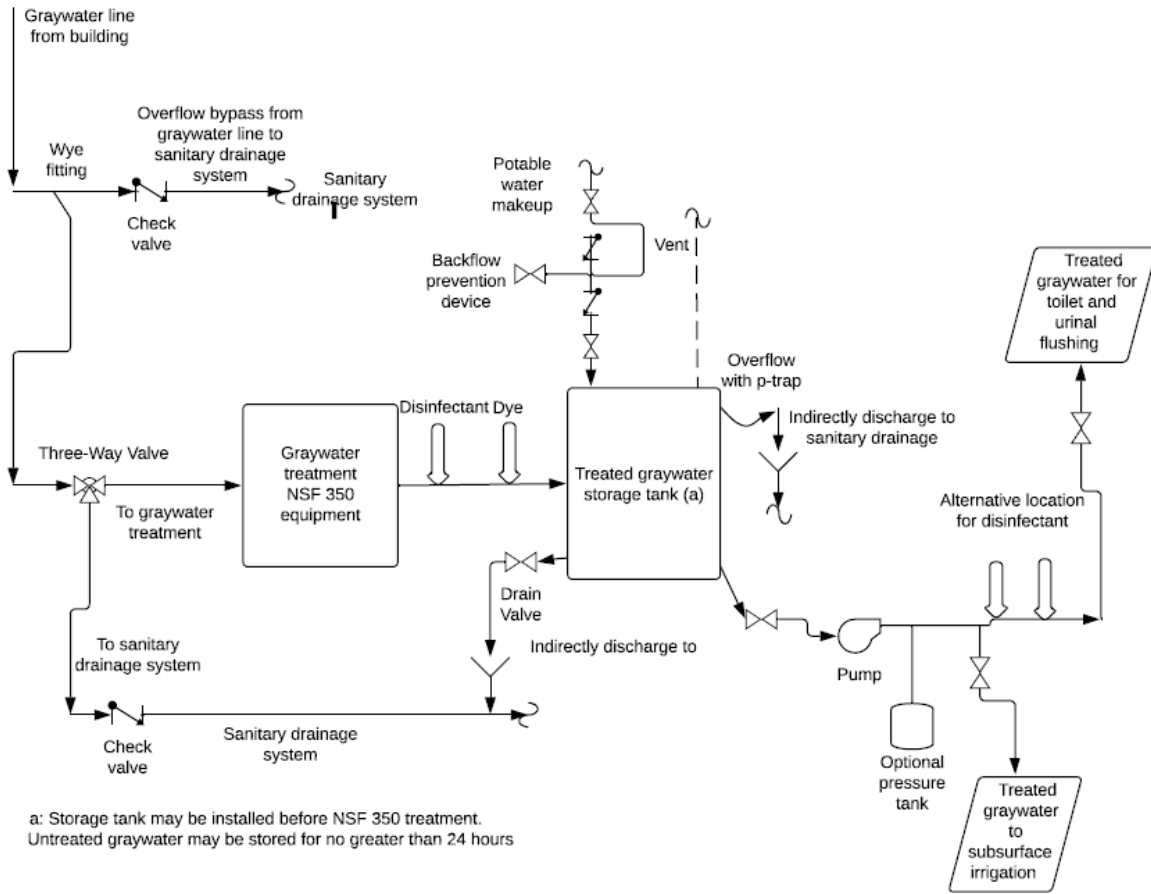 Graywater line
from building
Overflow bypass from
graywater line to
sanitary drainage
system
Wye
fitting
Check
valve
Sanitary
drainage system
Potable
water
makeup
Vent
Backflow
prevention
device
Treated
graywater for
toilet and
urinal
flushing
Overflow
with p-trap
Indirectly discharge to
sanitary drainage
Disinfectant Dye
Three-Way Valve
To graywater
treatment
Graywater
treatment
NSF 350
equipment
Treated graywater
storage tank (a)
Alternative location
for disinfectant
Drain
Valve
Indirectly discharge to
To sanitary
drainage system
Check
valve
Sanitary drainage
system
Pump
Optional
pressure
tank
Treated
graywater
to
subsurface
irrigation
a: Storage tank may be installed before NSF 350 treatment.
Untreated graywater may be stored for no greater than 24 hours